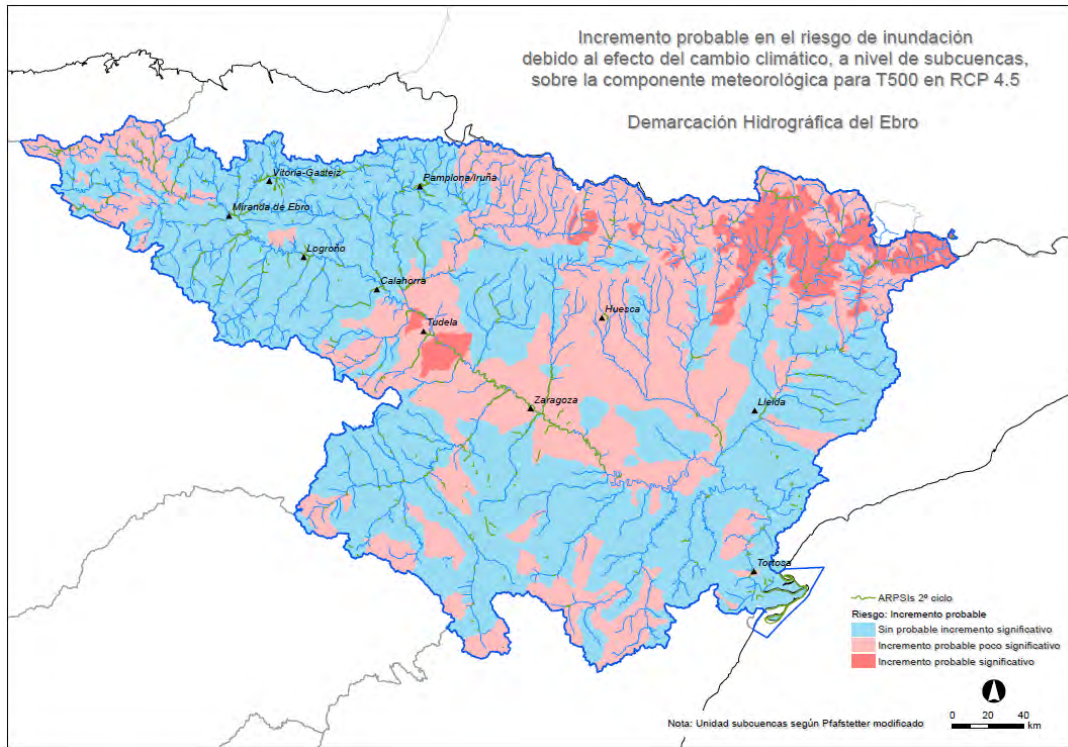 Incremento probable en el riesgo de inundación
debido al efecto del cambio climático, a nivel de subcuencas,
sobre la componente meteorológica para T500 en RCP 4.5
Demarcación Hidrográfica del Ebro
Vitoria-Gasteiz
Pamplona/Iruña
Miranda de Ebro
Logroño
Calahorra
Tudela
Huesca
Zaragoza
Lleida
Tortosa
ARPSIs 2º ciclo
Riesgo: Incremento probable
Sin probable incremento significativo
Incremento probable poco significativo
Incremento probable significativo
Nota: Unidad subcuencas según Pfafstetter modificado
0 20 40
km